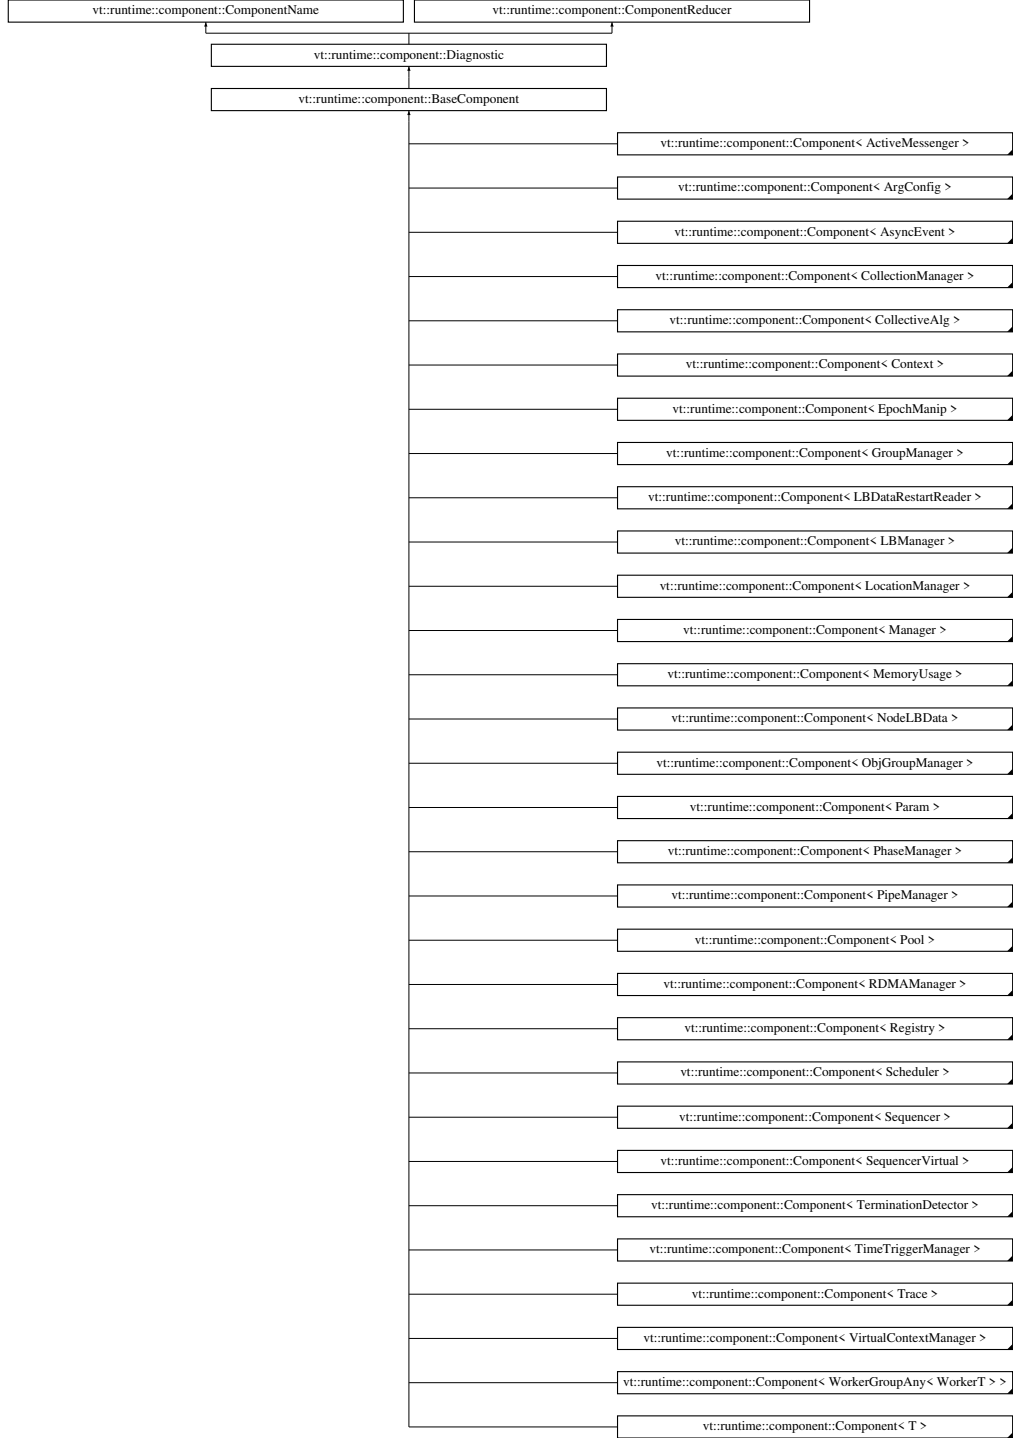 vt::runtime::component::ComponentName
vt::runtime::component::ComponentReducer
vt::runtime::component::Diagnostic
vt::runtime::component::BaseComponent
vt::runtime::component::Component< ActiveMessenger >
vt::runtime::component::Component< ArgConfig >
vt::runtime::component::Component< AsyncEvent >
vt::runtime::component::Component< CollectionManager >
vt::runtime::component::Component< CollectiveAlg >
vt::runtime::component::Component< Context >
vt::runtime::component::Component< EpochManip >
vt::runtime::component::Component< GroupManager >
vt::runtime::component::Component< LBDataRestartReader >
vt::runtime::component::Component< LBManager >
vt::runtime::component::Component< LocationManager >
vt::runtime::component::Component< Manager >
vt::runtime::component::Component< MemoryUsage >
vt::runtime::component::Component< NodeLBData >
vt::runtime::component::Component< ObjGroupManager >
vt::runtime::component::Component< Param >
vt::runtime::component::Component< PhaseManager >
vt::runtime::component::Component< PipeManager >
vt::runtime::component::Component< Pool >
vt::runtime::component::Component< RDMAManager >
vt::runtime::component::Component< Registry >
vt::runtime::component::Component< Scheduler >
vt::runtime::component::Component< Sequencer >
vt::runtime::component::Component< SequencerVirtual >
vt::runtime::component::Component< TerminationDetector >
vt::runtime::component::Component< TimeTriggerManager >
vt::runtime::component::Component< Trace >
vt::runtime::component::Component< VirtualContextManager >
vt::runtime::component::Component< WorkerGroupAny< WorkerT > >
vt::runtime::component::Component< T >